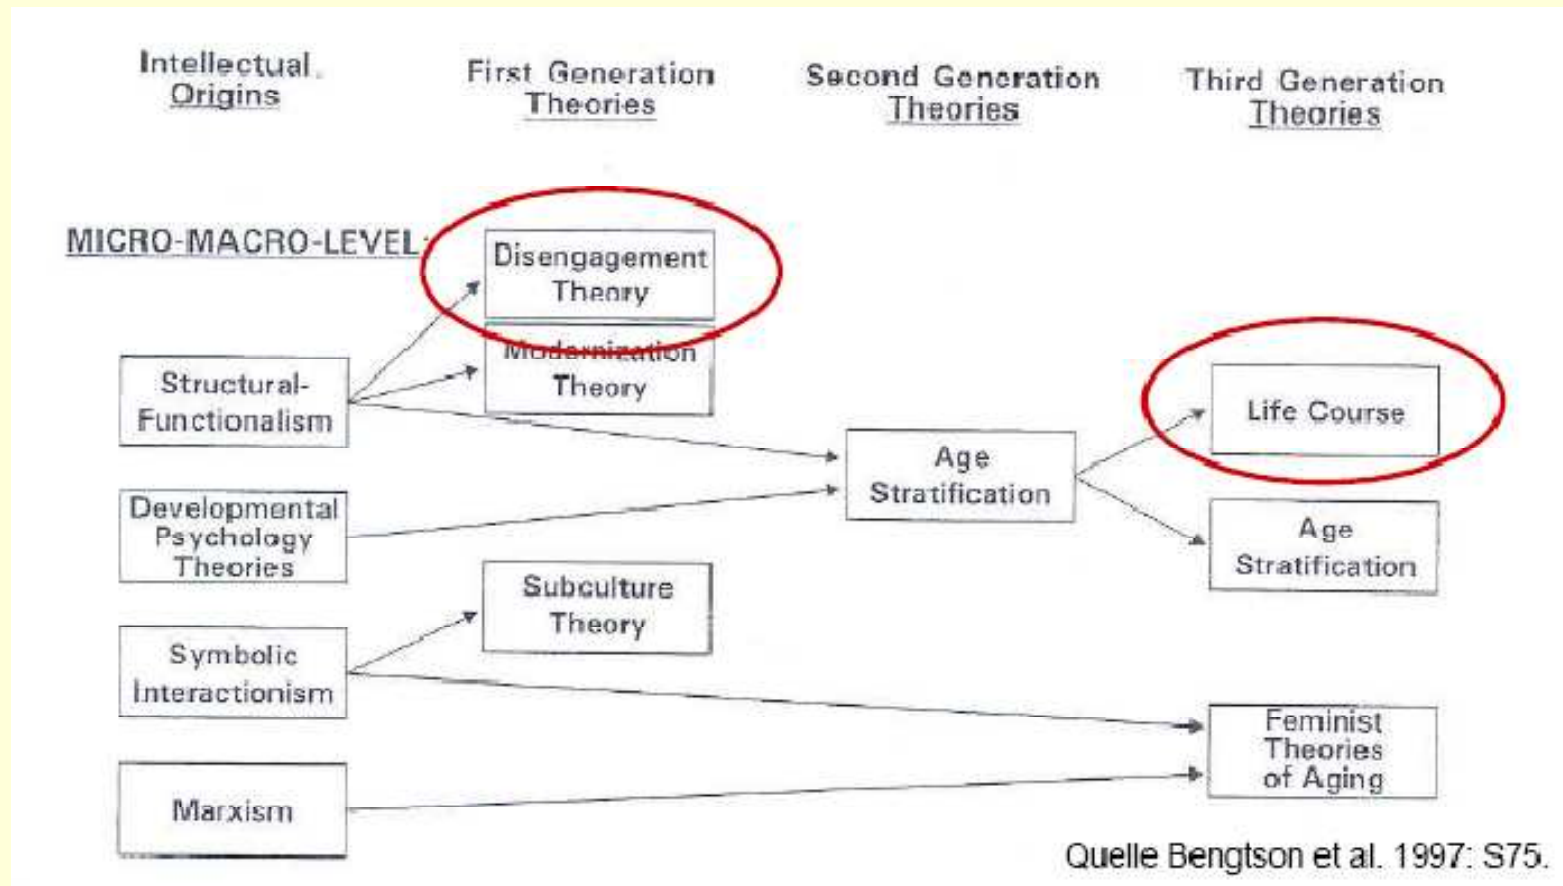 Intellectual
Origins
First Generation
Theories
Second Generation
Theories
Third Generation
Theories
MICRO-MACRO-LEVEL:
Disengagement
Theory
Modernization
Theory
Structural-
Functionalism
Life Course
Age
Stratification
Developmental
Psychology
Theories
Age
Stratification
Subculture
Theory
Symbolic
Interactionism
Feminist
Theories
of Aging
Marxism
Quelle Bengtson et al. 1997: S75.